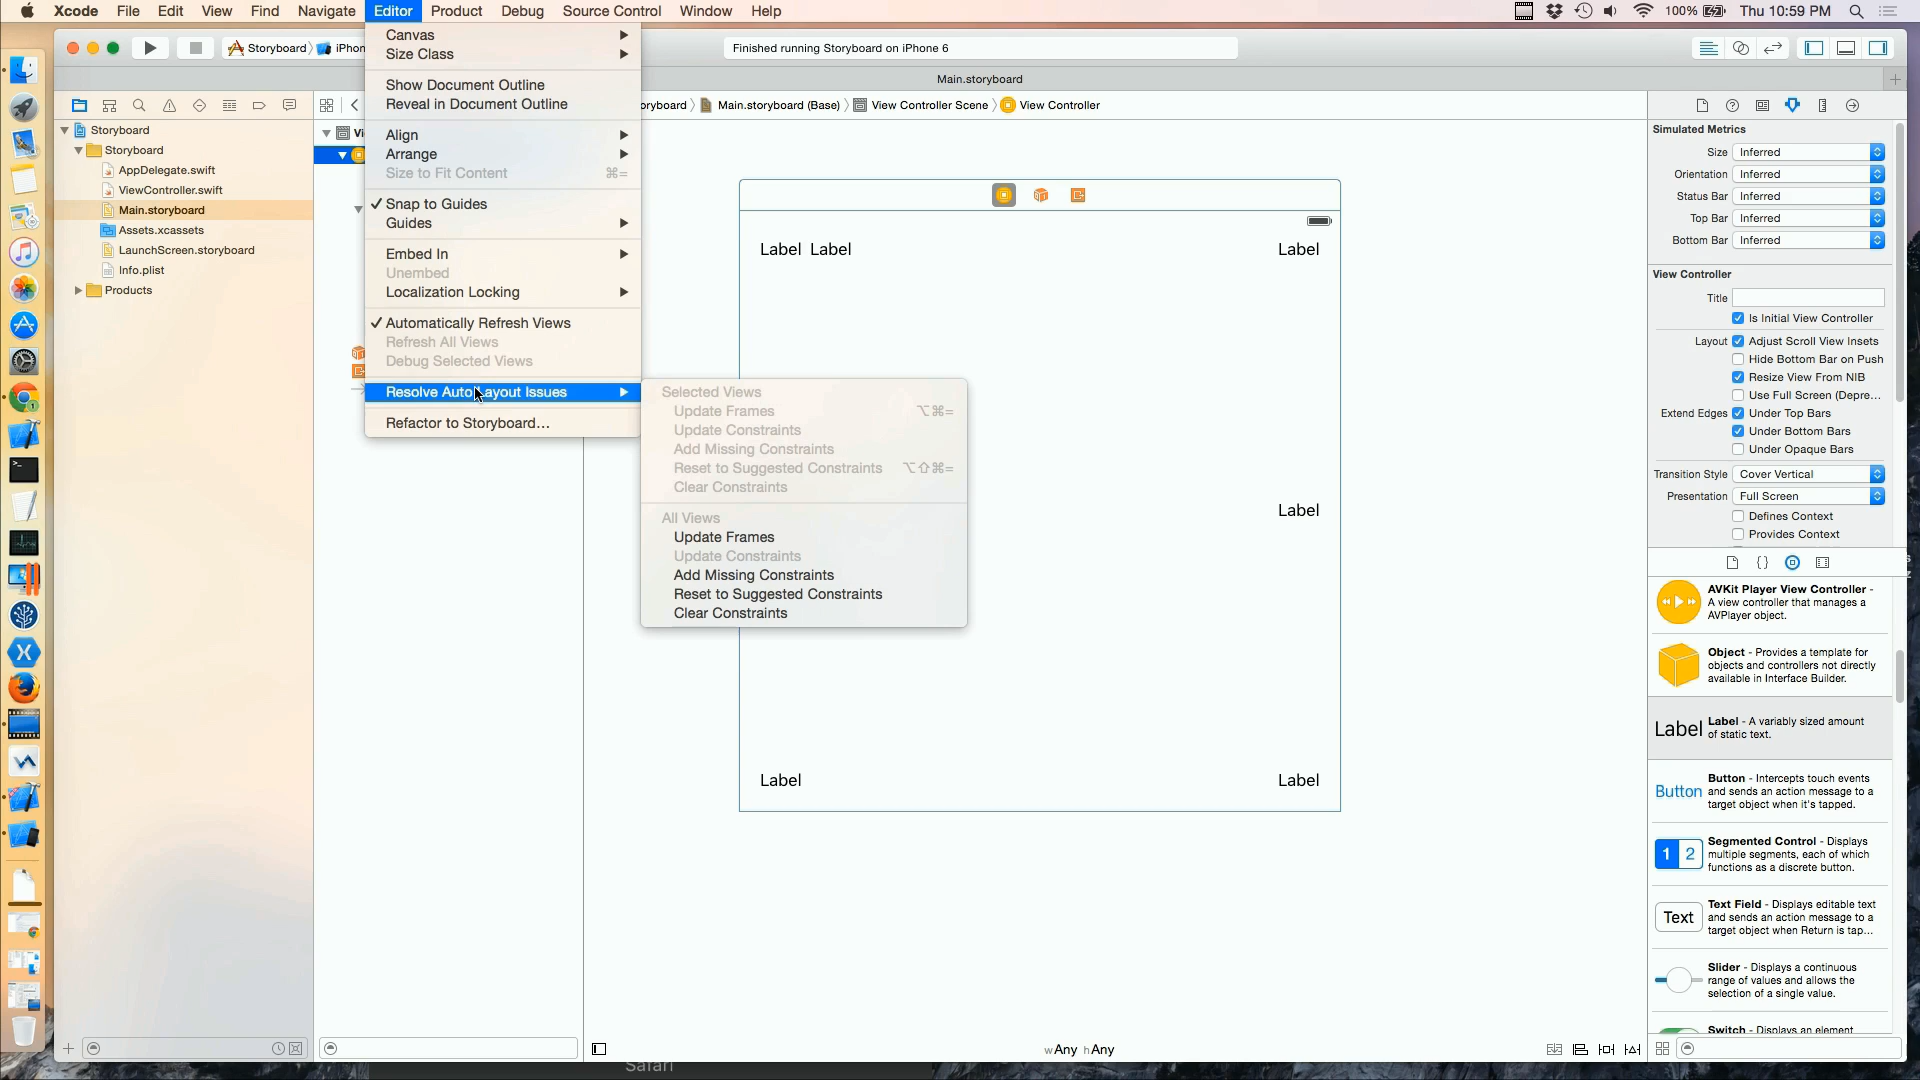 Xcode File Edit View Find Navigate Editor Product Debug Source Control Window Help 100% Thu 10:59 PM
Storyboard iPhon Finished running Storyboard on iPhone 6
Main.storyboard
oryboard Main.storyboard (Base) View Controller Scene View Controller
Storyboard
Storyboard
AppDelegate.swift
ViewController.swift
Main.storyboard
Assets.xcassets
LaunchScreen.storyboard
Info.plist
Products
Vi
Canvas
Size Class
Show Document Outline
Reveal in Document Outline
Align
Arrange
Size to Fit Content ⌘=
✓ Snap to Guides
Guides
Embed In
Unembed
Localization Locking
✓ Automatically Refresh Views
Refresh All Views
Debug Selected Views
Resolve Auto Layout Issues
Refactor to Storyboard...
Selected Views
Update Frames ⌥⌘=
Update Constraints
Add Missing Constraints
Reset to Suggested Constraints ⌥⇧⌘=
Clear Constraints
All Views
Update Frames
Update Constraints
Add Missing Constraints
Reset to Suggested Constraints
Clear Constraints
Label Label Label
Label
Label Label
wAny hAny
Simulated Metrics
Size Inferred
Orientation Inferred
Status Bar Inferred
Top Bar Inferred
Bottom Bar Inferred
View Controller
Title
Is Initial View Controller
Layout Adjust Scroll View Insets
Hide Bottom Bar on Push
Resize View From NIB
Use Full Screen (Depre...
Extend Edges Under Top Bars
Under Bottom Bars
Under Opaque Bars
Transition Style Cover Vertical
Presentation Full Screen
Defines Context
Provides Context
{ }
AVKit Player View Controller -
A view controller that manages a
AVPlayer object.
Object - Provides a template for
objects and controllers not directly
available in Interface Builder.
Label Label - A variably sized amount
of static text.
Button Button - Intercepts touch events
and sends an action message to a
target object when it's tapped.
1 2 Segmented Control - Displays
multiple segments, each of which
functions as a discrete button.
Text Text Field - Displays editable text
and sends an action message to a
target object when Return is tap...
Slider - Displays a continuous
range of values and allows the
selection of a single value.
Switch - Displays an element
Safari